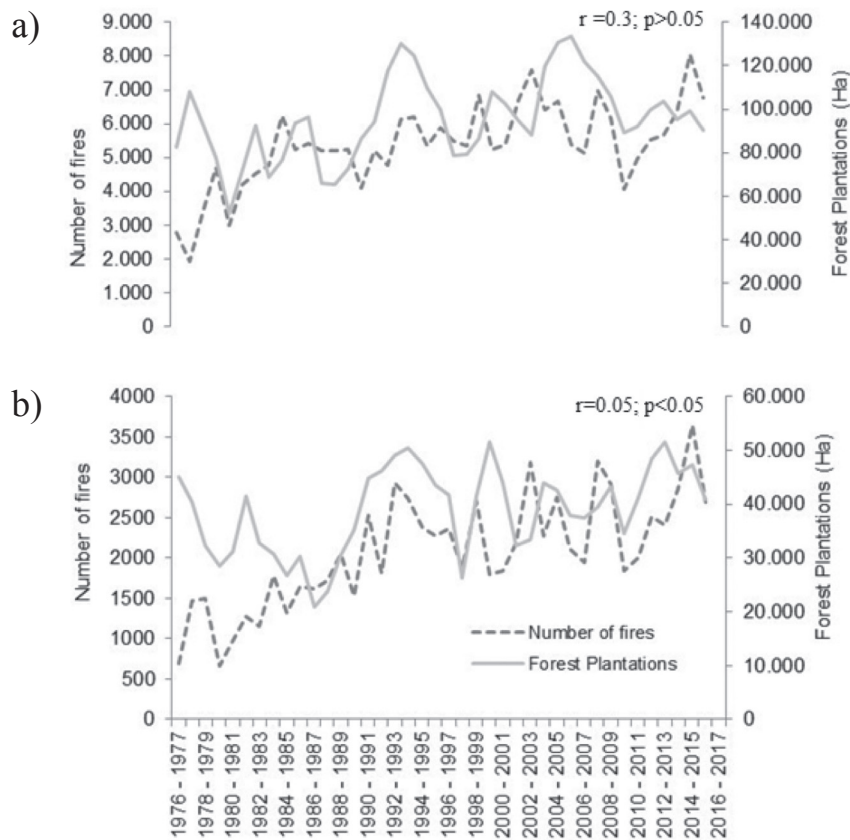 a)
r =0.3; p>0.05
Number of fires
9.000
8.000
7.000
6.000
5.000
4.000
3.000
2.000
1.000
0
140.000
120.000
100.000
80.000
60.000
40.000
20.000
0
Forest Plantations (Ha)
b)
r=0.05; p<0.05
Number of fires
4000
3500
3000
2500
2000
1500
1000
500
0
60.000
50.000
40.000
30.000
20.000
10.000
0
Forest Plantations (Ha)
Number of fires
Forest Plantations
1976 - 1977
1978 - 1979
1980 - 1981
1982 - 1983
1984 - 1985
1986 - 1987
1988 - 1989
1990 - 1991
1992 - 1993
1994 - 1995
1996 - 1997
1998 - 1999
2000 - 2001
2002 - 2003
2004 - 2005
2006 - 2007
2008 - 2009
2010 - 2011
2012 - 2013
2014 - 2015
2016 - 2017